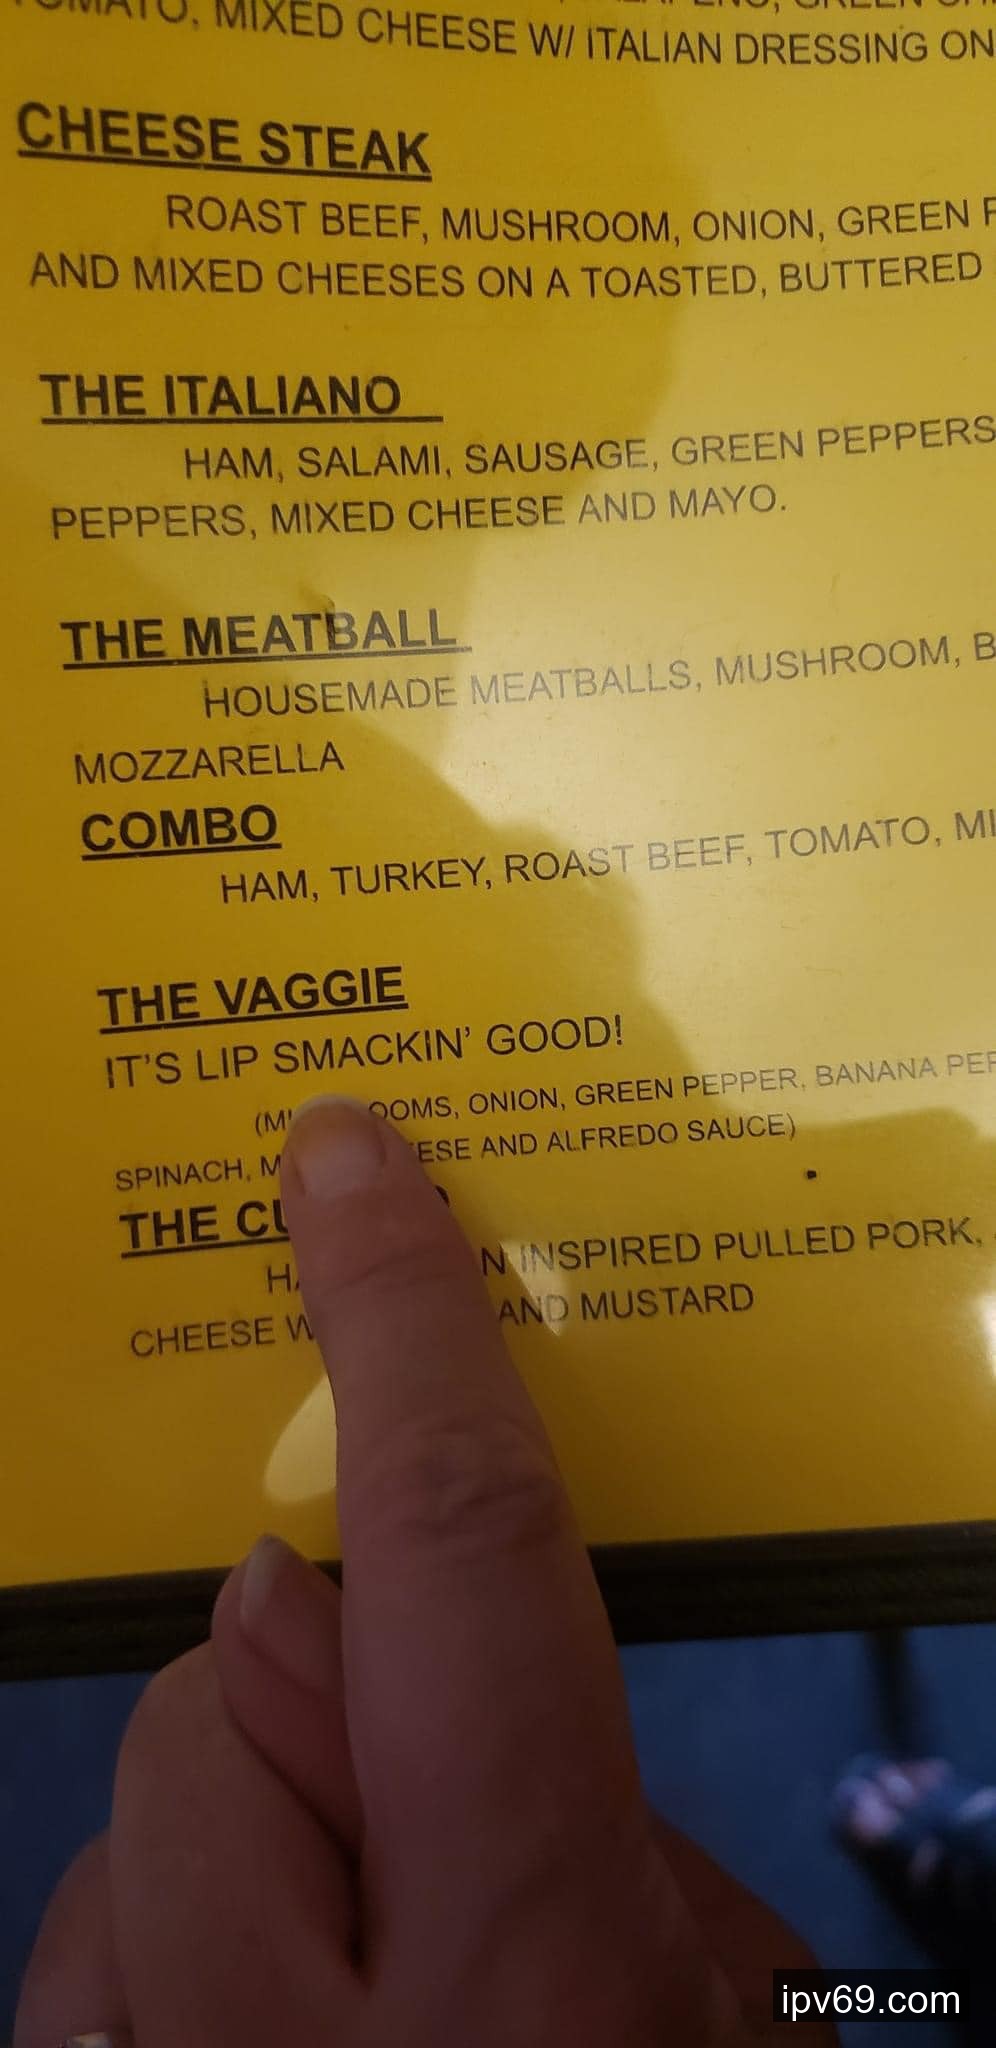 MIXED CHEESE W/ ITALIAN DRESSING ON
CHEESE STEAK
ROAST BEEF, MUSHROOM, ONION, GREEN
AND MIXED CHEESES ON A TOASTED, BUTTERED
THE ITALIANO
HAM, SALAMI, SAUSAGE, GREEN PEPPERS
PEPPERS, MIXED CHEESE AND MAYO.
THE MEATBALL
HOUSEMADE MEATBALLS, MUSHROOM,
MOZZARELLA
COMBO
HAM, TURKEY, ROAST BEEF, TOMATO,
THE VAGGIE
IT'S LIP SMACKIN' GOOD!
ONION, GREEN PEPPER, BANANA
SPINACH, AND ALFREDO SAUCE)
THE
INSPIRED PULLED PORK,
CHEESE AND MUSTARD
ipv69.com